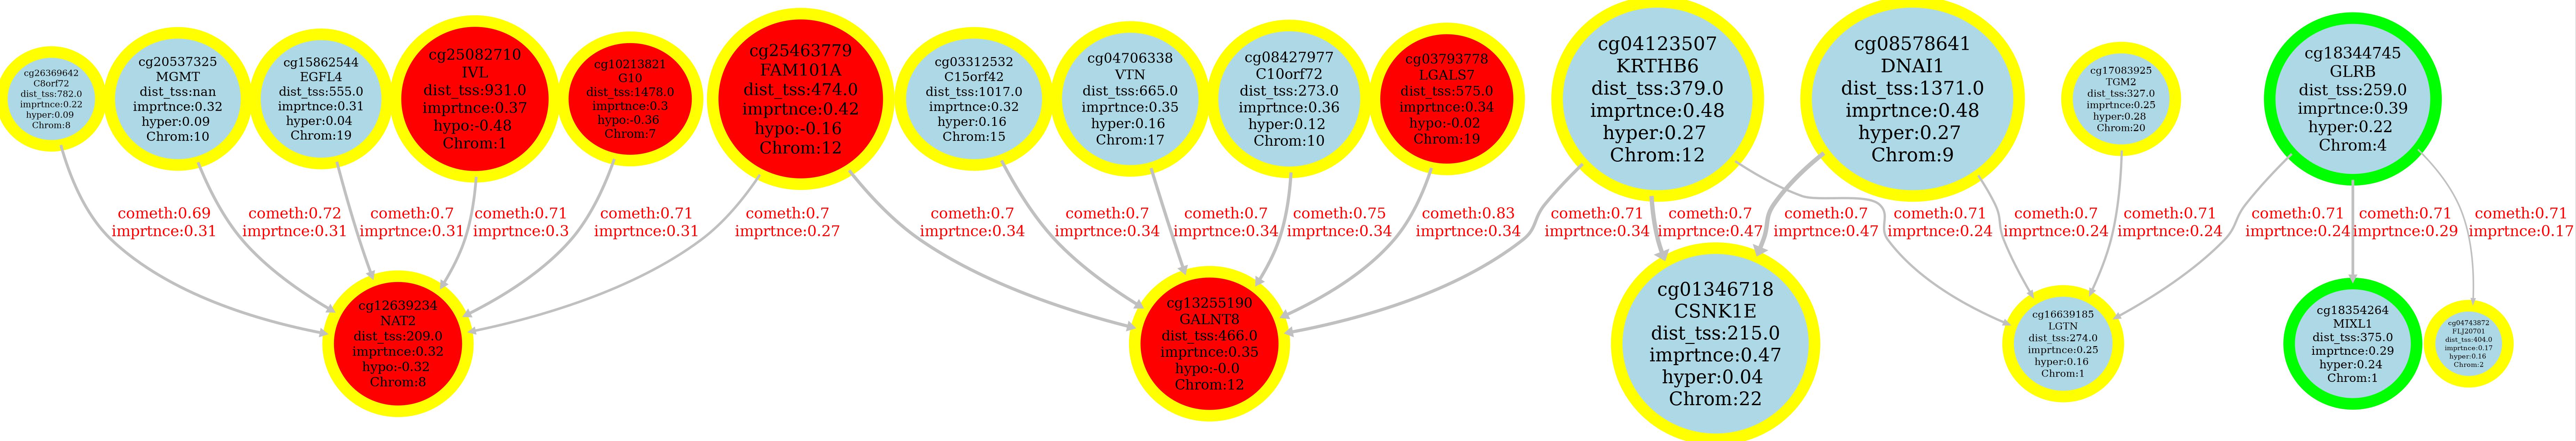 cg26369642
C8orf72
dist_tss:782.0
imprtnce:0.22
hyper:0.09
Chrom:8
cg20537325
MGMT
dist_tss:nan
imprtnce:0.32
hyper:0.09
Chrom:10
cg15862544
EGFL4
dist_tss:555.0
imprtnce:0.31
hyper:0.04
Chrom:19
cg25082710
IVL
dist_tss:931.0
imprtnce:0.37
hypo:-0.48
Chrom:1
cg10213821
G10
dist_tss:1478.0
imprtnce:0.3
hypo:-0.36
Chrom:7
cg25463779
FAM101A
dist_tss:474.0
imprtnce:0.42
hypo:-0.16
Chrom:12
cg03312532
C15orf42
dist_tss:1017.0
imprtnce:0.32
hyper:0.16
Chrom:15
cg04706338
VTN
dist_tss:665.0
imprtnce:0.35
hyper:0.16
Chrom:17
cg08427977
C10orf72
dist_tss:273.0
imprtnce:0.36
hyper:0.12
Chrom:10
cg03793778
LGALS7
dist_tss:575.0
imprtnce:0.34
hypo:-0.02
Chrom:19
cg04123507
KRTHB6
dist_tss:379.0
imprtnce:0.48
hyper:0.27
Chrom:12
cg08578641
DNAI1
dist_tss:1371.0
imprtnce:0.48
hyper:0.27
Chrom:9
cg17083925
TGM2
dist_tss:327.0
imprtnce:0.25
hyper:0.28
Chrom:20
cg18344745
GLRB
dist_tss:259.0
imprtnce:0.39
hyper:0.22
Chrom:4
cometh:0.69
imprtnce:0.31
cometh:0.72
imprtnce:0.31
cometh:0.7
imprtnce:0.31
cometh:0.71
imprtnce:0.3
cometh:0.71
imprtnce:0.31
cometh:0.7
imprtnce:0.27
cometh:0.7
imprtnce:0.34
cometh:0.7
imprtnce:0.34
cometh:0.7
imprtnce:0.34
cometh:0.75
imprtnce:0.34
cometh:0.83
imprtnce:0.34
cometh:0.71
imprtnce:0.34
cometh:0.7
imprtnce:0.47
cometh:0.7
imprtnce:0.47
cometh:0.71
imprtnce:0.24
cometh:0.7
imprtnce:0.24
cometh:0.71
imprtnce:0.24
cometh:0.71
imprtnce:0.24
cometh:0.71
imprtnce:0.29
cometh:0.71
imprtnce:0.17
cg12639234
NAT2
dist_tss:209.0
imprtnce:0.32
hypo:-0.32
Chrom:8
cg13255190
GALNT8
dist_tss:466.0
imprtnce:0.35
hypo:-0.0
Chrom:12
cg01346718
CSNK1E
dist_tss:215.0
imprtnce:0.47
hyper:0.04
Chrom:22
cg16639185
LGTN
dist_tss:274.0
imprtnce:0.25
hyper:0.16
Chrom:1
cg18354264
MIXL1
dist_tss:375.0
imprtnce:0.29
hyper:0.24
Chrom:1
cg04743872
FLJ20701
dist_tss:404.0
imprtnce:0.17
hyper:0.16
Chrom:2